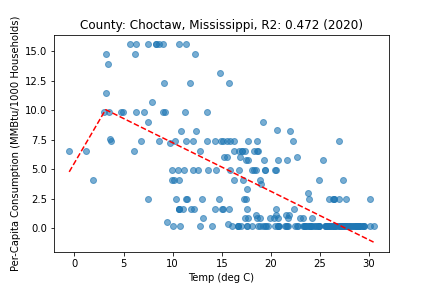 County: Choctaw, Mississippi, R2: 0.472 (2020)
Per-Capita Consumption (MMBtu/1000 Households)
15.0
12.5
10.0
7.5
5.0
2.5
0.0
0 5 10 15 20 25 30
Temp (deg C)